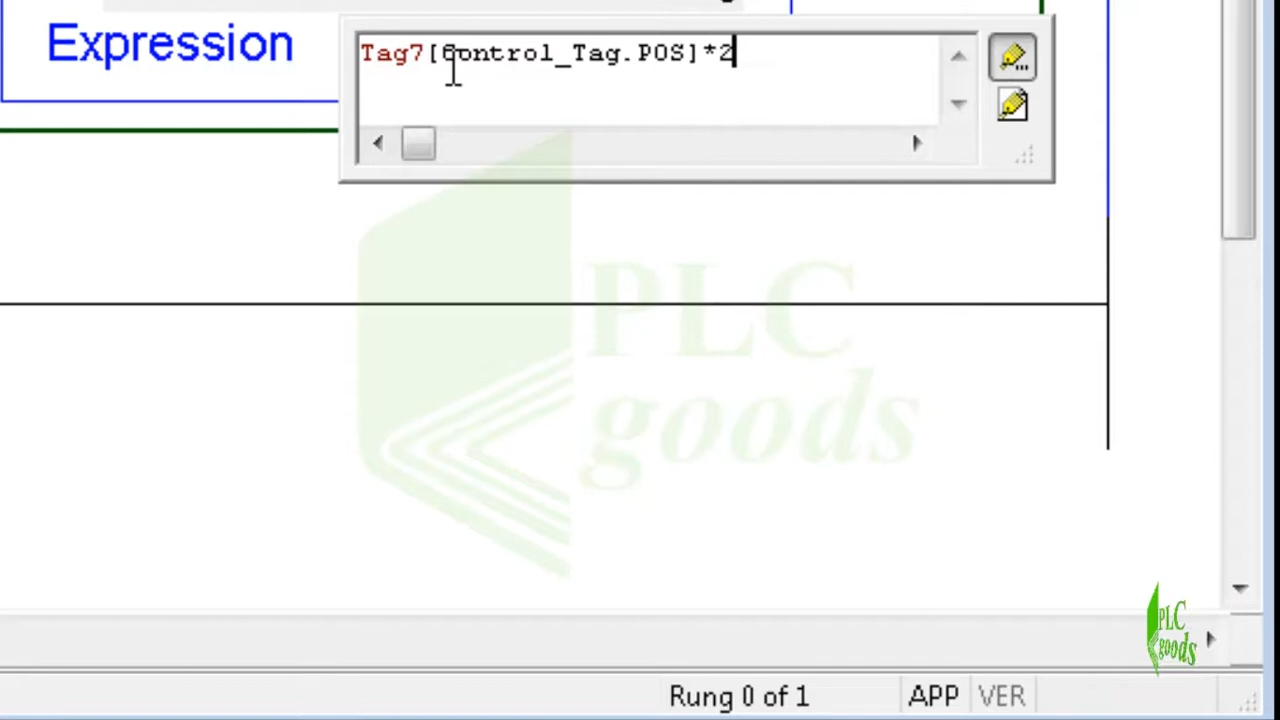 Expression
Tag7[Control_Tag.POS]*2
PLC
goods
PLC
goods
Rung 0 of 1
APP
VER